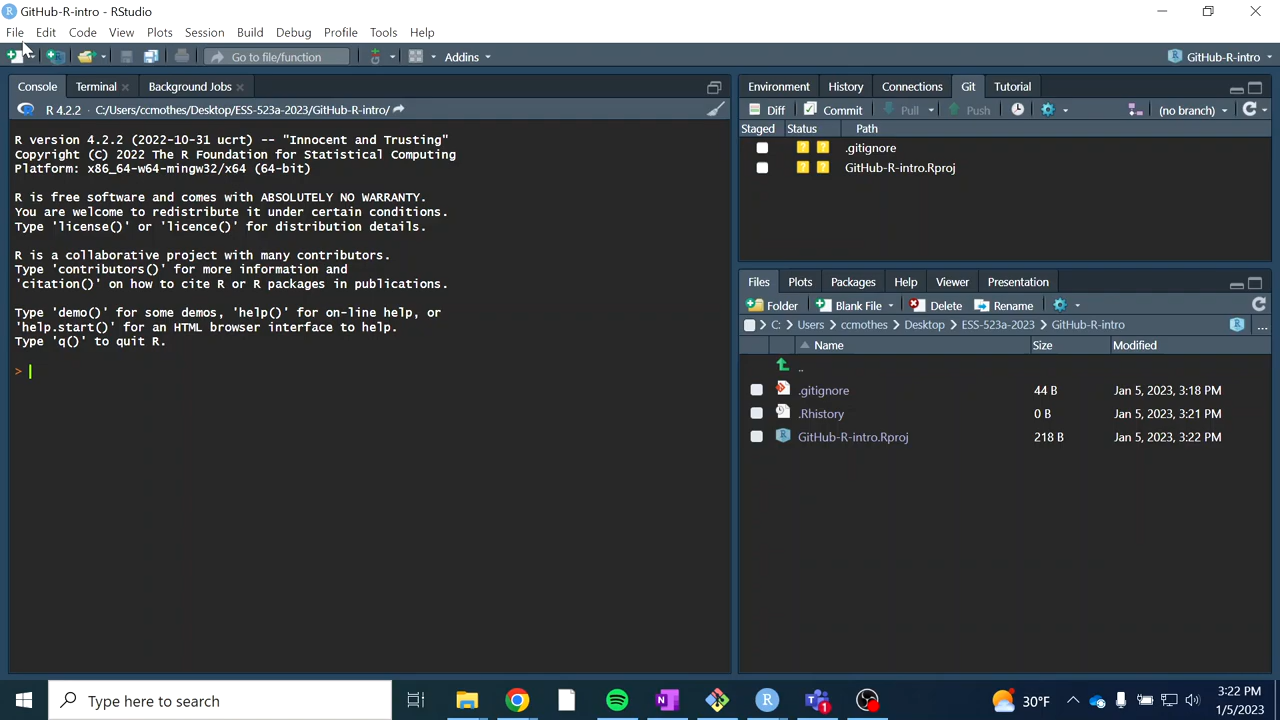 GitHub-R-intro - RStudio
File Edit Code View Plots Session Build Debug Profile Tools Help
Go to file/function Addins GitHub-R-intro
Console Terminal Background Jobs
R 4.2.2 · C:/Users/ccmothes/Desktop/ESS-523a-2023/GitHub-R-intro/
R version 4.2.2 (2022-10-31 ucrt) -- "Innocent and Trusting"
Copyright (C) 2022 The R Foundation for Statistical Computing
Platform: x86_64-w64-mingw32/x64 (64-bit)
R is free software and comes with ABSOLUTELY NO WARRANTY.
You are welcome to redistribute it under certain conditions.
Type 'license()' or 'licence()' for distribution details.
R is a collaborative project with many contributors.
Type 'contributors()' for more information and
'citation()' on how to cite R or R packages in publications.
Type 'demo()' for some demos, 'help()' for on-line help, or
'help.start()' for an HTML browser interface to help.
Type 'q()' to quit R.
>
Environment History Connections Git Tutorial
Diff Commit Pull Push (no branch)
Staged Status Path
? ? .gitignore
? ? GitHub-R-intro.Rproj
Files Plots Packages Help Viewer Presentation
Folder Blank File Delete Rename
C: Users ccmothes Desktop ESS-523a-2023 GitHub-R-intro ...
Name Size Modified
..
.gitignore 44 B Jan 5, 2023, 3:18 PM
.Rhistory 0 B Jan 5, 2023, 3:21 PM
GitHub-R-intro.Rproj 218 B Jan 5, 2023, 3:22 PM
Type here to search
30°F
3:22 PM
1/5/2023